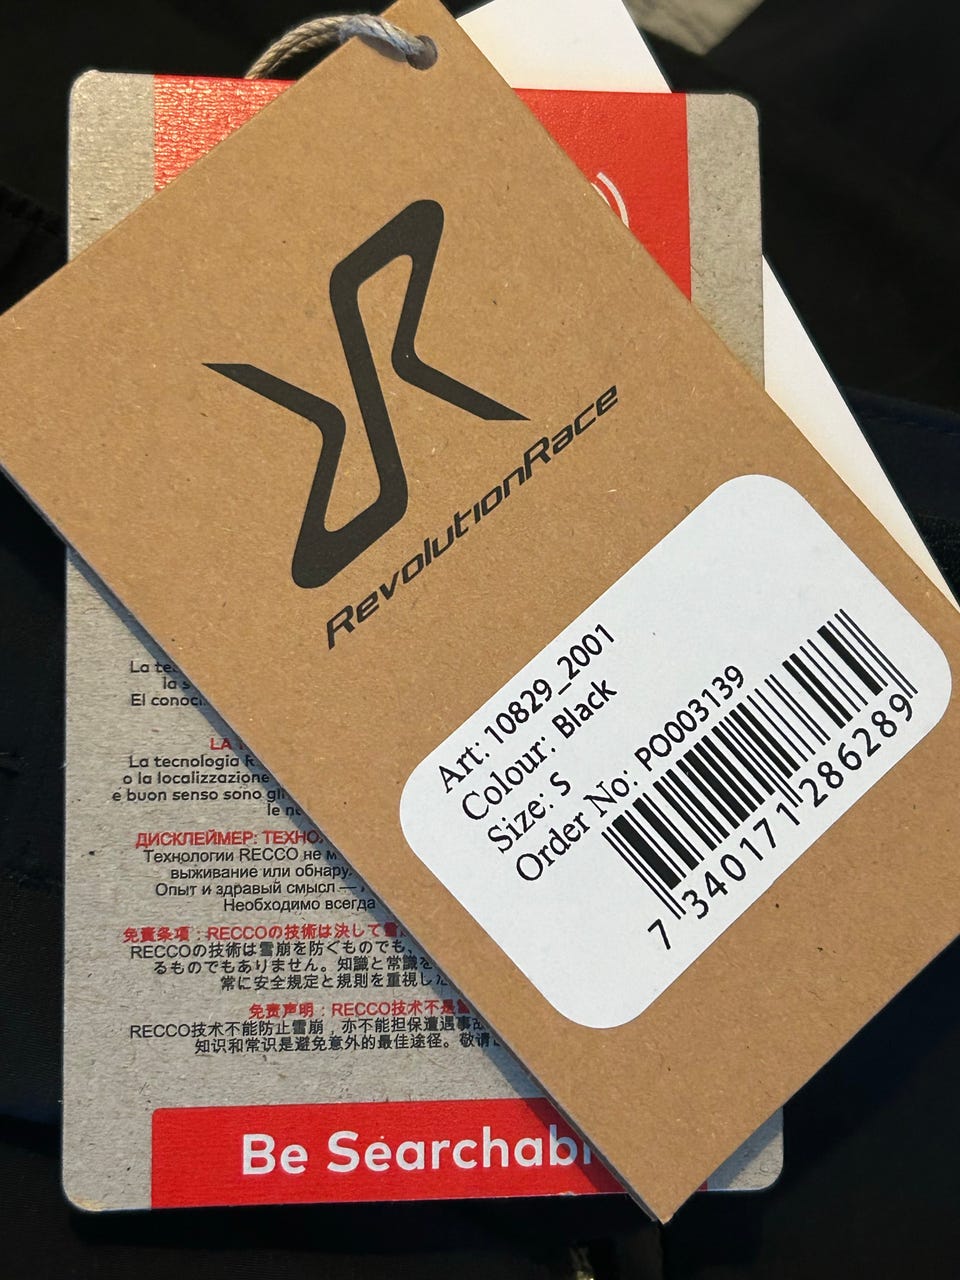 RevolutionRace
Art: 10829_2001
Colour: Black
Size: S
Order No: PO003139
7 340171 286289
La
la
El
LA
La tecnologia
o la localizzazione
e buon senso sono gli
le
ДИСКЛЕЙМЕР:
Технологии RECCO не
выживание или
Опыт и здравый смысл —
Необходимо всегда
免責条項：RECCOの技術は決して雪
RECCOの技術は雪崩を防ぐものでも、
るものでもありません。知識と常識を
常に安全規定と規則を重視し
免责声明：RECCO技术不是
RECCO技术不能防止雪崩，亦不能担保遭遇事
知识和常识是避免意外的最佳途径。敬请
Be